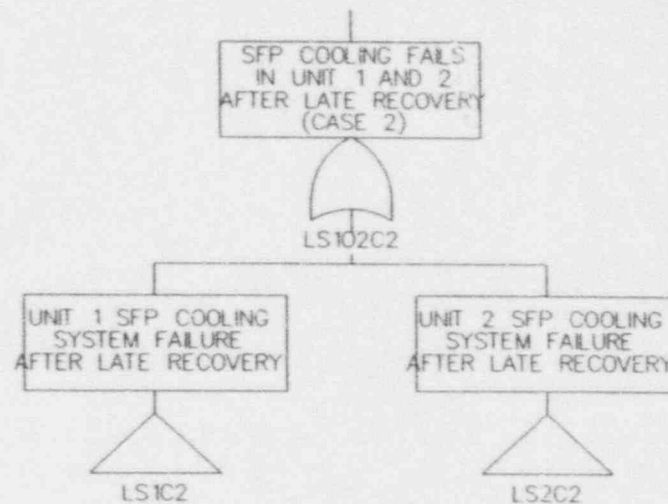 SFP COOLING FAILS
IN UNIT 1 AND 2
AFTER LATE RECOVERY
(CASE 2)
LS1O2C2
UNIT 1 SFP COOLING
SYSTEM FAILURE
AFTER LATE RECOVERY
UNIT 2 SFP COOLING
SYSTEM FAILURE
AFTER LATE RECOVERY
LS1C2
LS2C2